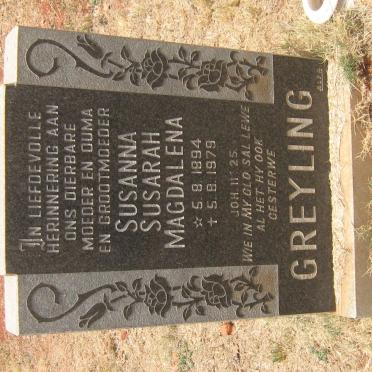 In liefdevolle
herinnering aan
ons dierbare
moeder en ouma
en grootmoeder
Susanna
Susarah
Magdalena
☆ 5.8.1894
+ 5.8.1979
Joh. 11:25.
Wie in My glo sal lewe
al het hy ook
gesterwe
GREYLING